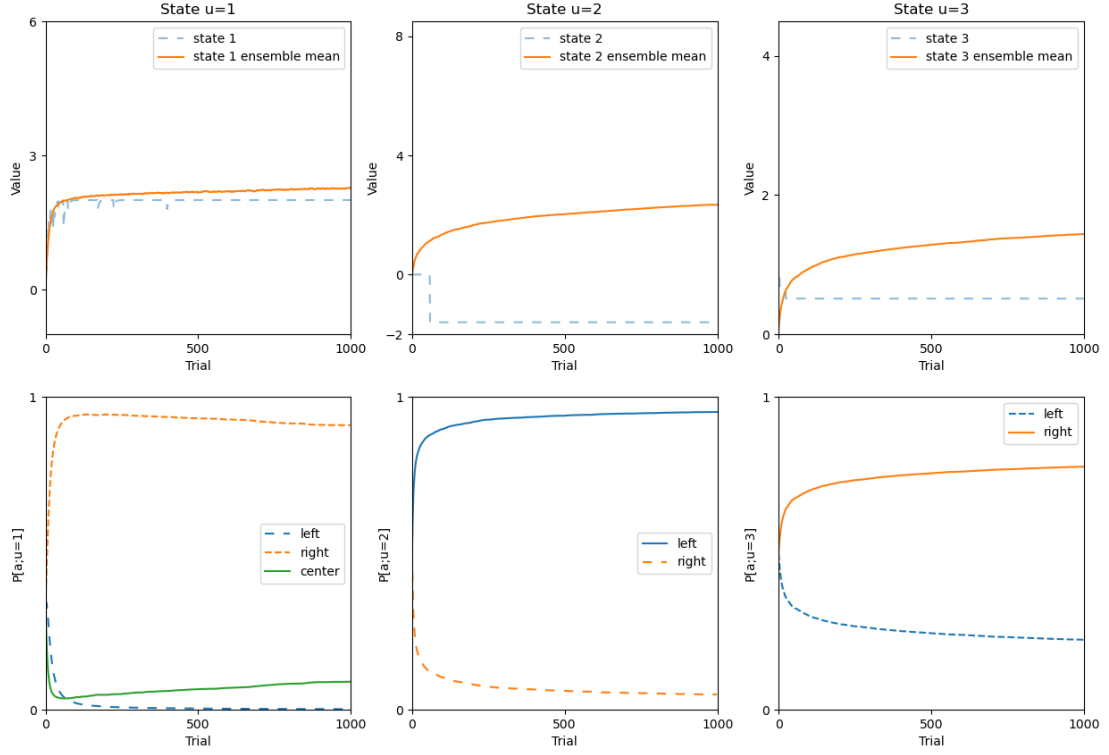 State u=1
6
3
0
Value
0
500
1000
Trial
state 1
state 1 ensemble mean
State u=2
8
4
0
−2
Value
0
500
1000
Trial
state 2
state 2 ensemble mean
State u=3
4
2
0
Value
0
500
1000
Trial
state 3
state 3 ensemble mean
1
0
P[a;u=1]
0
500
1000
Trial
left
right
center
1
0
P[a;u=2]
0
500
1000
Trial
left
right
1
0
P[a;u=3]
0
500
1000
Trial
left
right